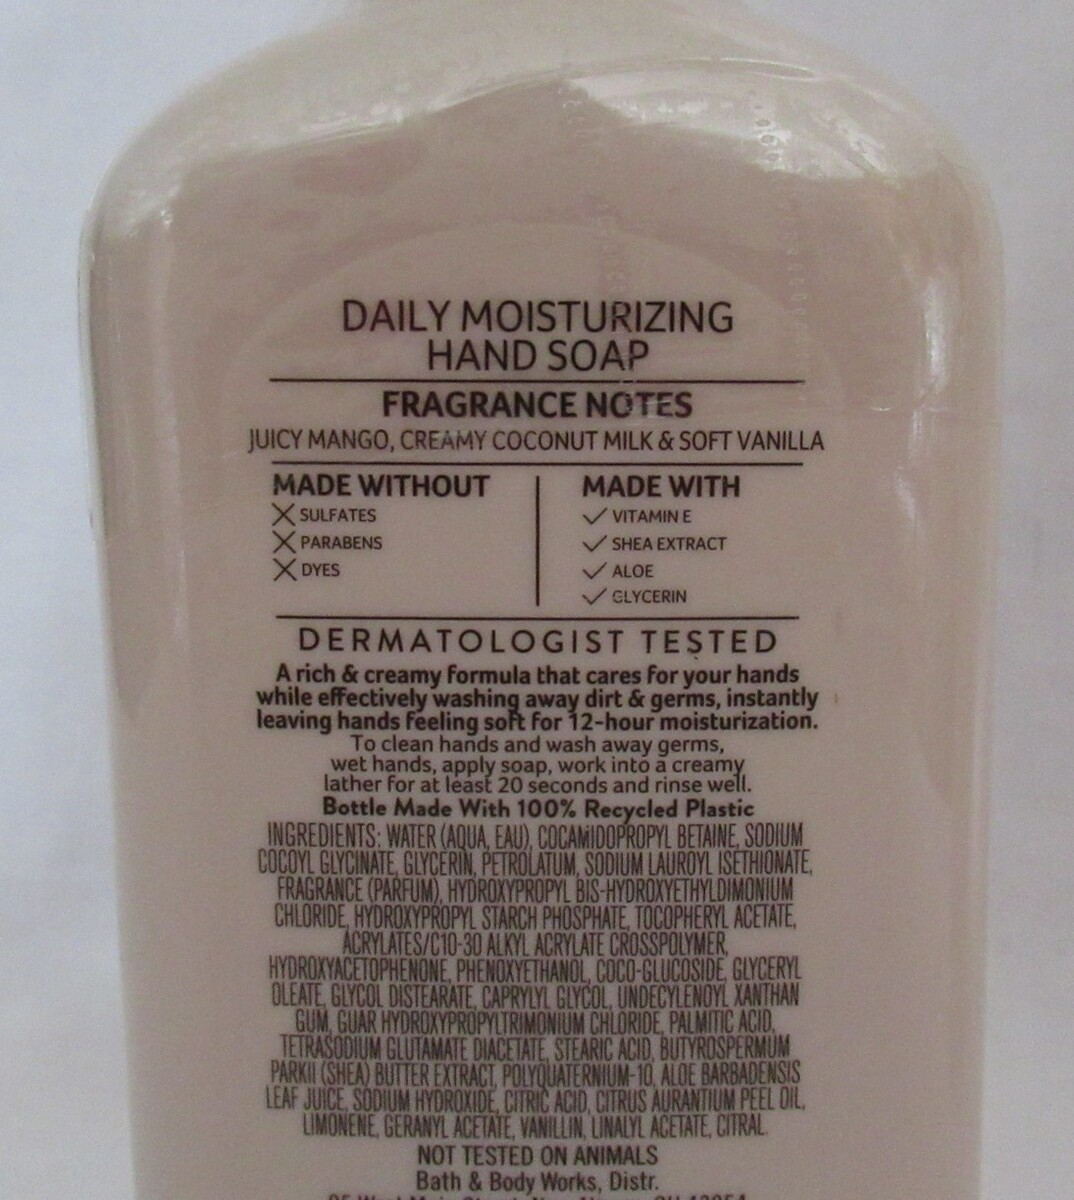 DAILY MOISTURIZING
HAND SOAP
FRAGRANCE NOTES
JUICY MANGO, CREAMY COCONUT MILK & SOFT VANILLA
MADE WITHOUT
SULFATES
PARABENS
DYES
MADE WITH
VITAMIN E
SHEA EXTRACT
ALOE
GLYCERIN
DERMATOLOGIST TESTED
A rich & creamy formula that cares for your hands
while effectively washing away dirt & germs, instantly
leaving hands feeling soft for 12-hour moisturization.
To clean hands and wash away germs,
wet hands, apply soap, work into a creamy
lather for at least 20 seconds and rinse well.
Bottle Made With 100% Recycled Plastic
INGREDIENTS: WATER (AQUA, EAU), COCAMIDOPROPYL BETAINE, SODIUM
COCOYL GLYCINATE, GLYCERIN, PETROLATUM, SODIUM LAUROYL ISETHIONATE,
FRAGRANCE (PARFUM), HYDROXYPROPYL BIS-HYDROXYETHYLDIMONIUM
CHLORIDE, HYDROXYPROPYL STARCH PHOSPHATE, TOCOPHERYL ACETATE,
ACRYLATES/C10-30 ALKYL ACRYLATE CROSSPOLYMER,
HYDROXYACETOPHENONE, PHENOXYETHANOL, COCO-GLUCOSIDE, GLYCERYL
OLEATE, GLYCOL DISTEARATE, CAPRYLYL GLYCOL, UNDECYLENOYL XANTHAN
GUM, GUAR HYDROXYPROPYLTRIMONIUM CHLORIDE, PALMITIC ACID,
TETRASODIUM GLUTAMATE DIACETATE, STEARIC ACID, BUTYROSPERMUM
PARKII (SHEA) BUTTER EXTRACT, POLYQUATERNIUM-10, ALOE BARBADENSIS
LEAF JUICE, SODIUM HYDROXIDE, CITRIC ACID, CITRUS AURANTIUM PEEL OIL,
LIMONENE, GERANYL ACETATE, VANILLIN, LINALYL ACETATE, CITRAL.
NOT TESTED ON ANIMALS
Bath & Body Works, Distr.